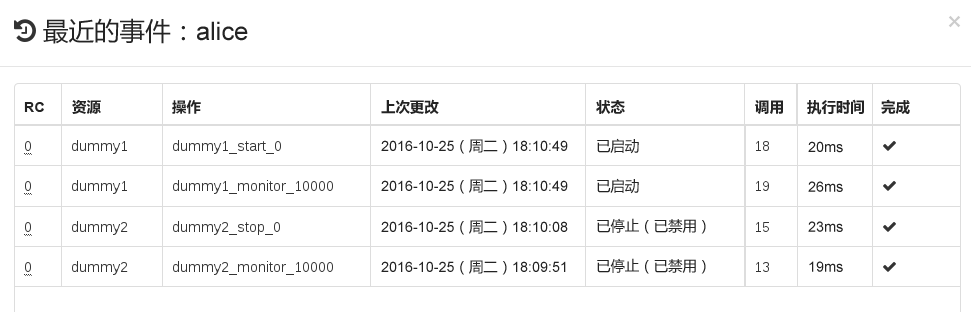 最近的事件：alice
×
RC 资源 操作 上次更改 状态 调用 执行时间 完成
0 dummy1 dummy1_start_0 2016-10-25（周二）18:10:49 已启动 18 20ms ✔
0 dummy1 dummy1_monitor_10000 2016-10-25（周二）18:10:49 已启动 19 26ms ✔
0 dummy2 dummy2_stop_0 2016-10-25（周二）18:10:08 已停止（已禁用） 15 23ms ✔
0 dummy2 dummy2_monitor_10000 2016-10-25（周二）18:09:51 已停止（已禁用） 13 19ms ✔